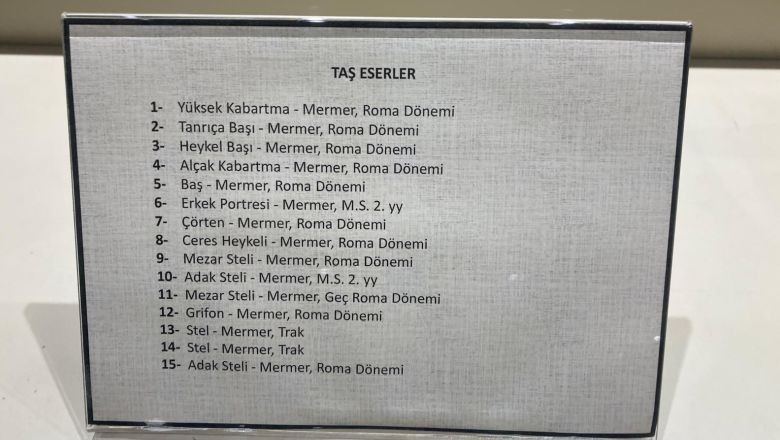 TAŞ ESERLER
1- Yüksek Kabartma - Mermer, Roma Dönemi
2- Tanrıça Başı - Mermer, Roma Dönemi
3- Heykel Başı - Mermer, Roma Dönemi
4- Alçak Kabartma - Mermer, Roma Dönemi
5- Baş - Mermer, Roma Dönemi
6- Erkek Portresi - Mermer, M.S. 2. yy
7- Çörten - Mermer, Roma Dönemi
8- Ceres Heykeli - Mermer, Roma Dönemi
9- Mezar Steli - Mermer, Roma Dönemi
10- Adak Steli - Mermer, M.S. 2. yy
11- Mezar Steli - Mermer, Geç Roma Dönemi
12- Grifon - Mermer, Roma Dönemi
13- Stel - Mermer, Trak
14- Stel - Mermer, Trak
15- Adak Steli - Mermer, Roma Dönemi